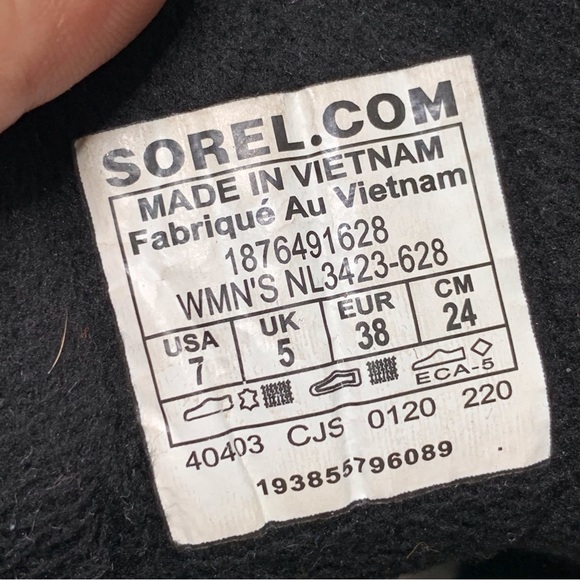 SOREL.COM
MADE IN VIETNAM
Fabriqué Au Vietnam
1876491628
WMN'S NL3423-628
USA UK EUR CM
7 5 38 24
ECA-5
40403 CJS 0120 220
193855796089